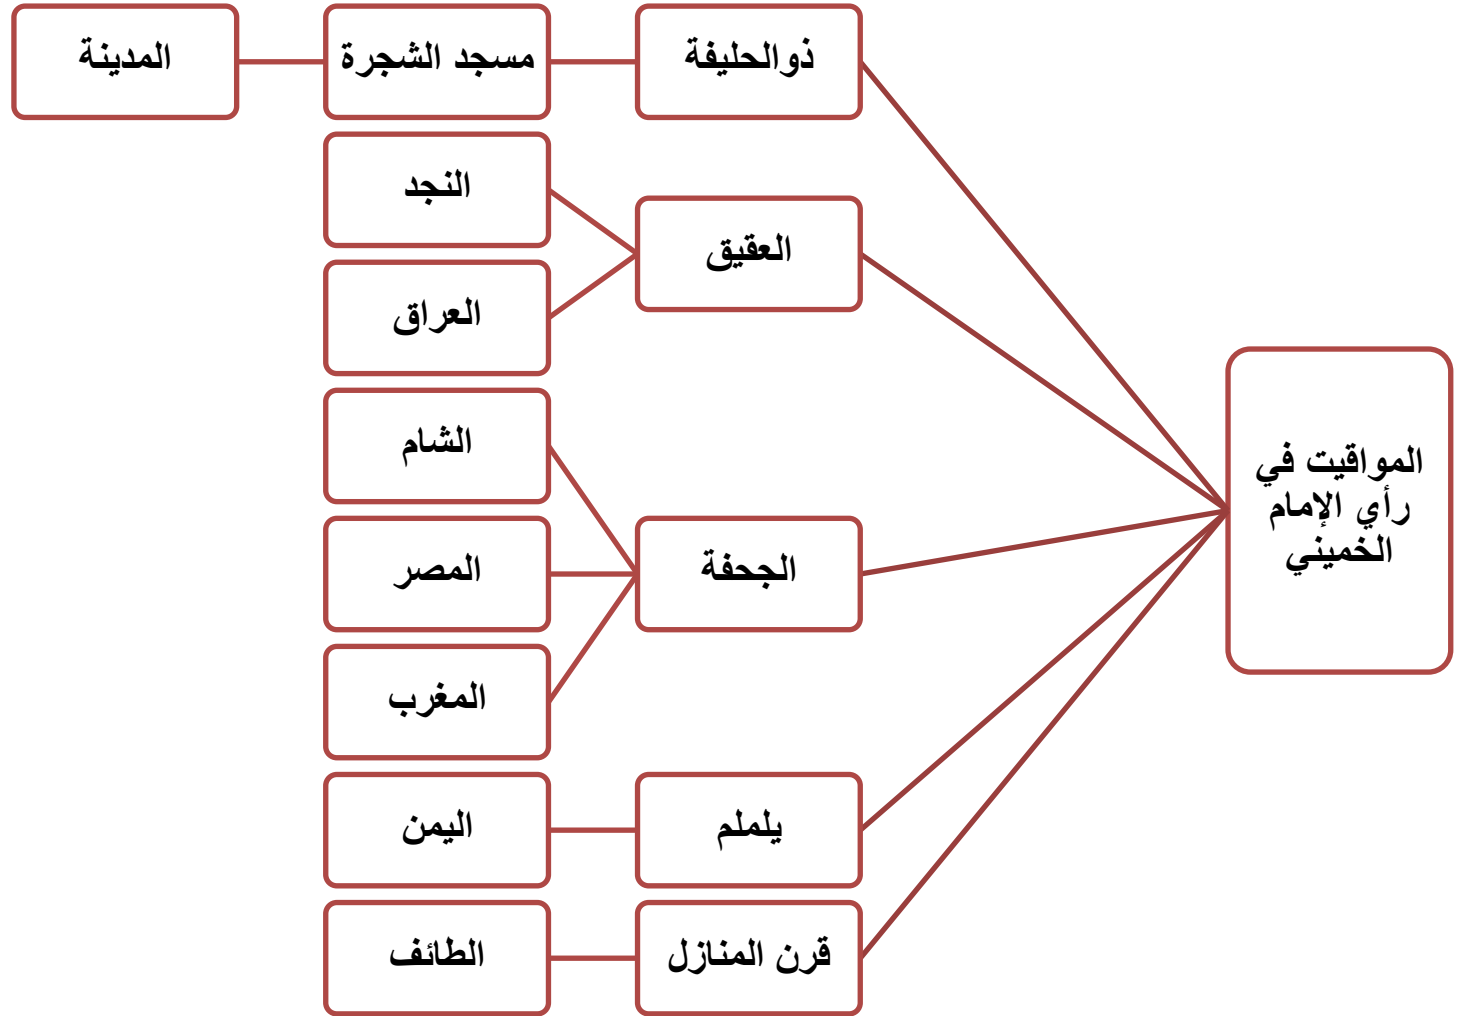 المواقيت في
رأي الإمام
الخميني
ذوالحليفة
مسجد الشجرة
المدينة
العقيق
النجد
العراق
الجحفة
الشام
المصر
المغرب
يلملم
اليمن
قرن المنازل
الطائف